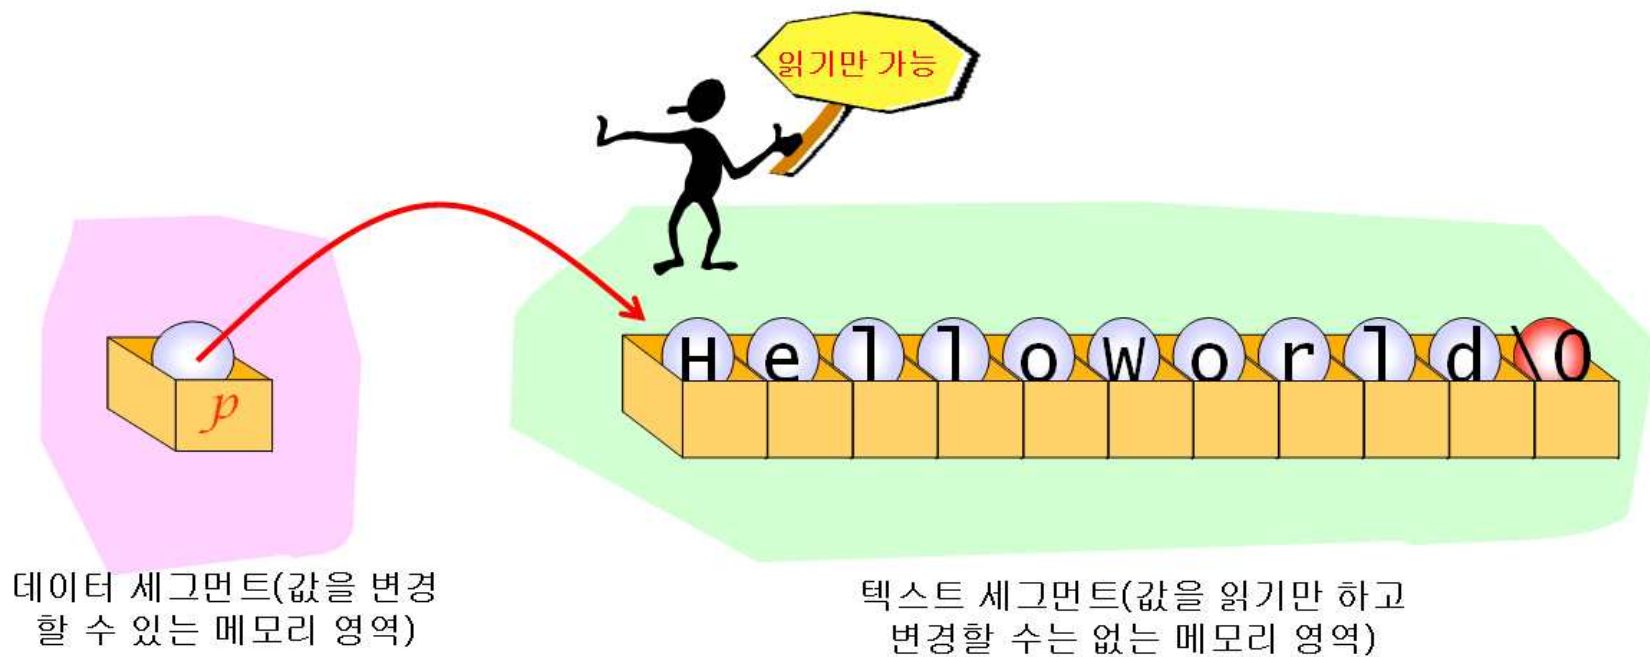 읽기만 가능
p
HelloWorld\0
데이터 세그먼트(값을 변경
할 수 있는 메모리 영역)
텍스트 세그먼트(값을 읽기만 하고
변경할 수는 없는 메모리 영역)